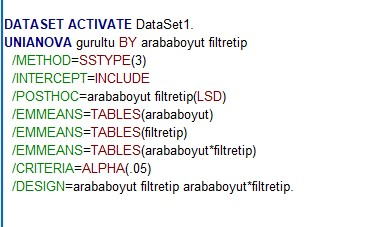 DATASET ACTIVATE DataSet1.
UNIANOVA gurultu BY arababoyut filtretip
/METHOD=SSTYPE(3)
/INTERCEPT=INCLUDE
/POSTHOC=arababoyut filtretip(LSD)
/EMMEANS=TABLES(arababoyut)
/EMMEANS=TABLES(filtretip)
/EMMEANS=TABLES(arababoyut*filtretip)
/CRITERIA=ALPHA(.05)
/DESIGN=arababoyut filtretip arababoyut*filtretip.